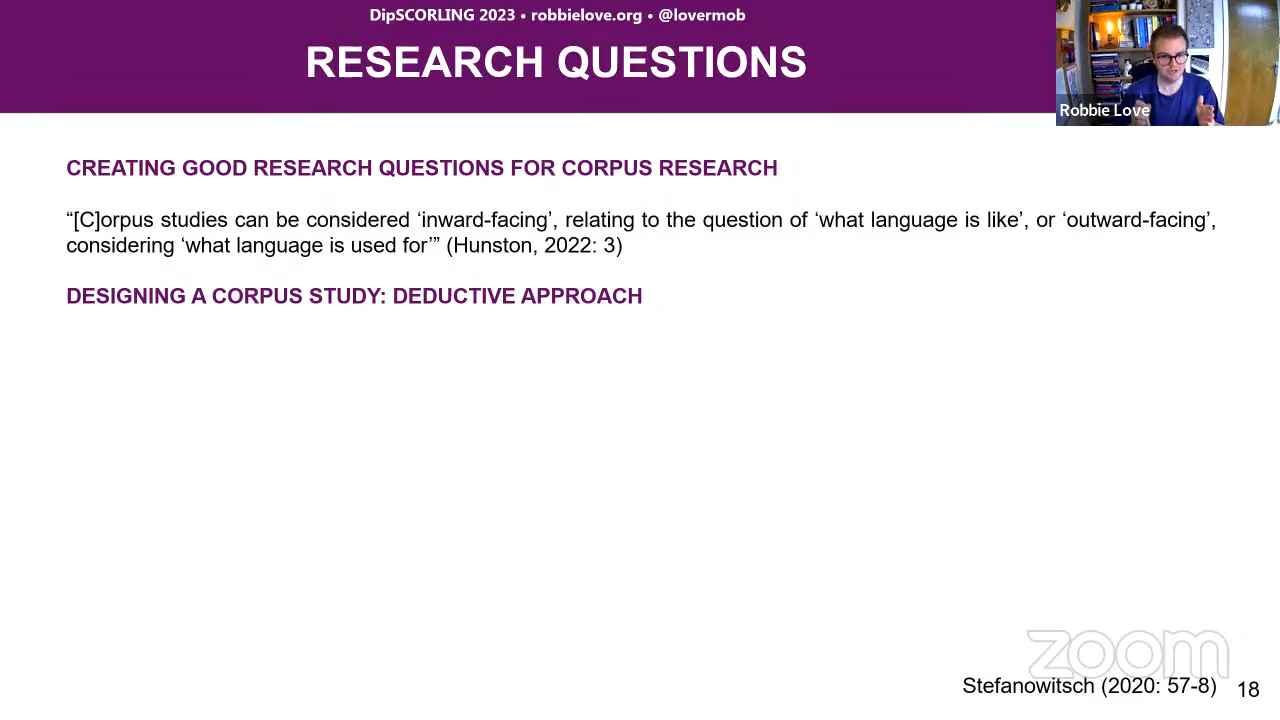 DipSCORLING 2023 • robbielove.org • @lovermob
RESEARCH QUESTIONS
Robbie Love
CREATING GOOD RESEARCH QUESTIONS FOR CORPUS RESEARCH
“[C]orpus studies can be considered ‘inward-facing’, relating to the question of ‘what language is like’, or ‘outward-facing’,
considering ‘what language is used for’” (Hunston, 2022: 3)
DESIGNING A CORPUS STUDY: DEDUCTIVE APPROACH
zoom
Stefanowitsch (2020: 57-8)
18